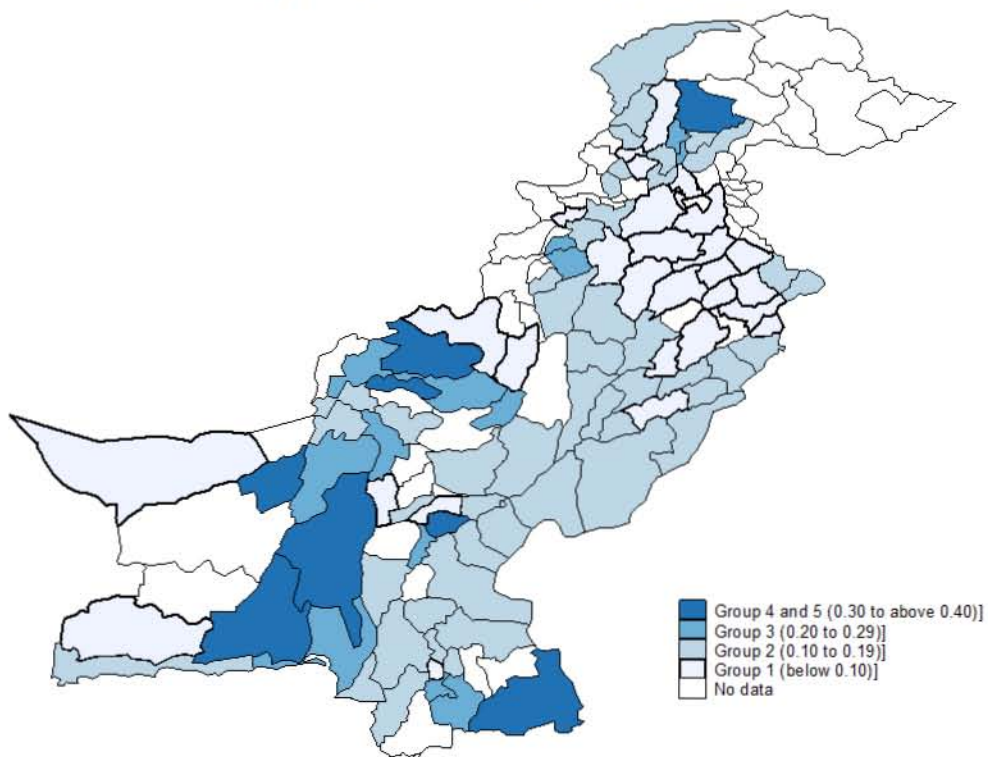 Group 4 and 5 (0.30 to above 0.40)]
Group 3 (0.20 to 0.29)]
Group 2 (0.10 to 0.19)]
Group 1 (below 0.10)]
No data